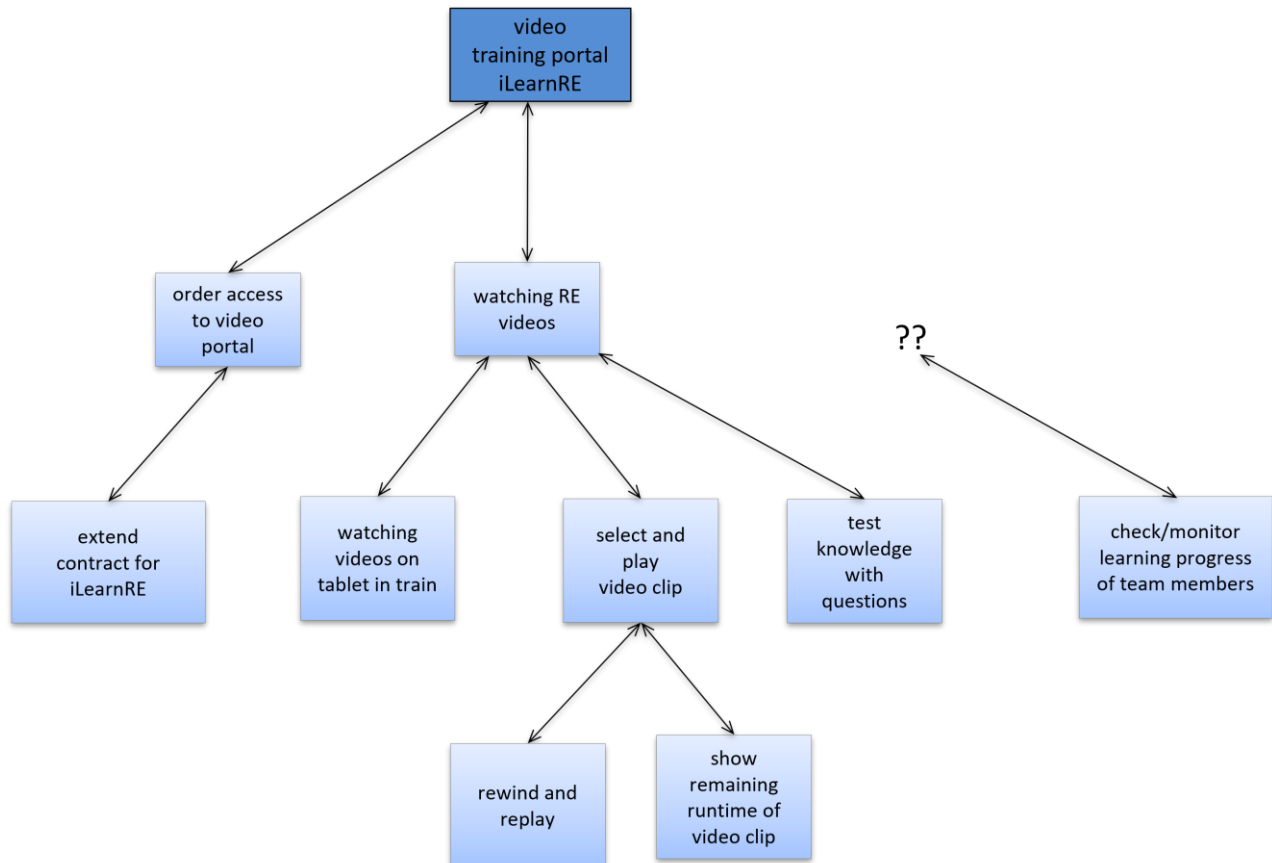 video
training portal
iLearnRE
order access
to video
portal
watching RE
videos
??
extend
contract for
iLearnRE
watching
videos on
tablet in train
select and
play
video clip
test
knowledge
with
questions
check/monitor
learning progress
of team members
rewind and
replay
show
remaining
runtime of
video clip